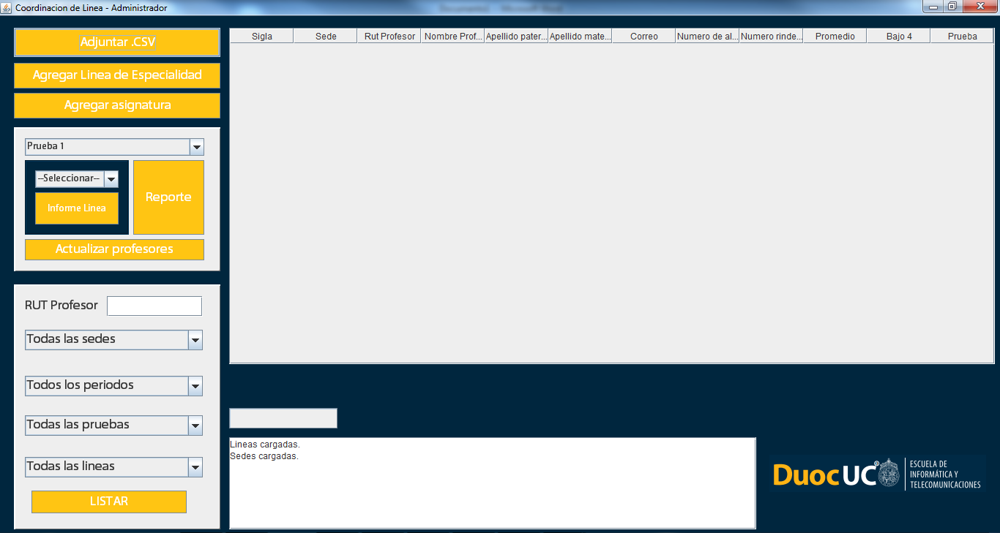 Coordinacion de Linea - Administrador
Adjuntar .CSV
Agregar Linea de Especialidad
Agregar asignatura
Prueba 1
--Seleccionar--
Informe Linea
Reporte
Actualizar profesores
RUT Profesor
Todas las sedes
Todos los periodos
Todas las pruebas
Todas las lineas
LISTAR
Sigla Sede Rut Profesor Nombre Prof... Apellido pater... Apellido mate... Correo Numero de al... Numero rinde... Promedio Bajo 4 Prueba
Lineas cargadas.
Sedes cargadas.
Duoc UC®
ESCUELA DE
INFORMÁTICA Y
TELECOMUNICACIONES